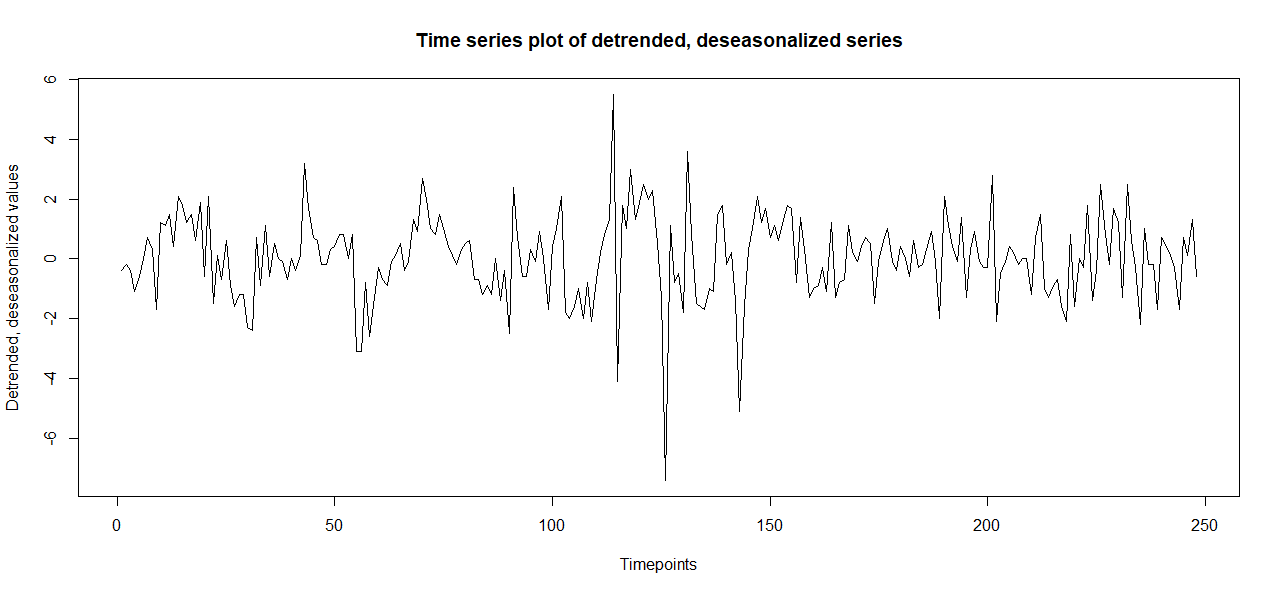 Time series plot of detrended, deseasonalized series
Detrended, deseasonalized values
6
4
2
0
-2
-4
-6
0 50 100 150 200 250
Timepoints